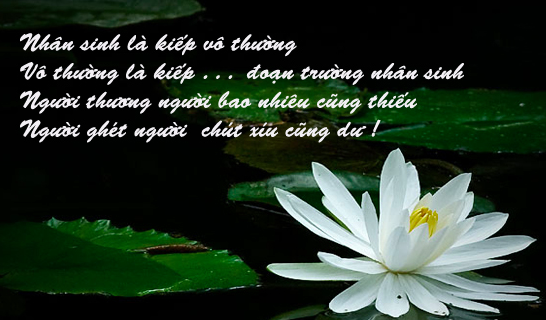 Nhân sinh là kiếp vô thường
Vô thường là kiếp ... đoạn trường nhân sinh
Người thương người bao nhiêu cũng thiếu
Người ghét người chút xíu cũng dư !